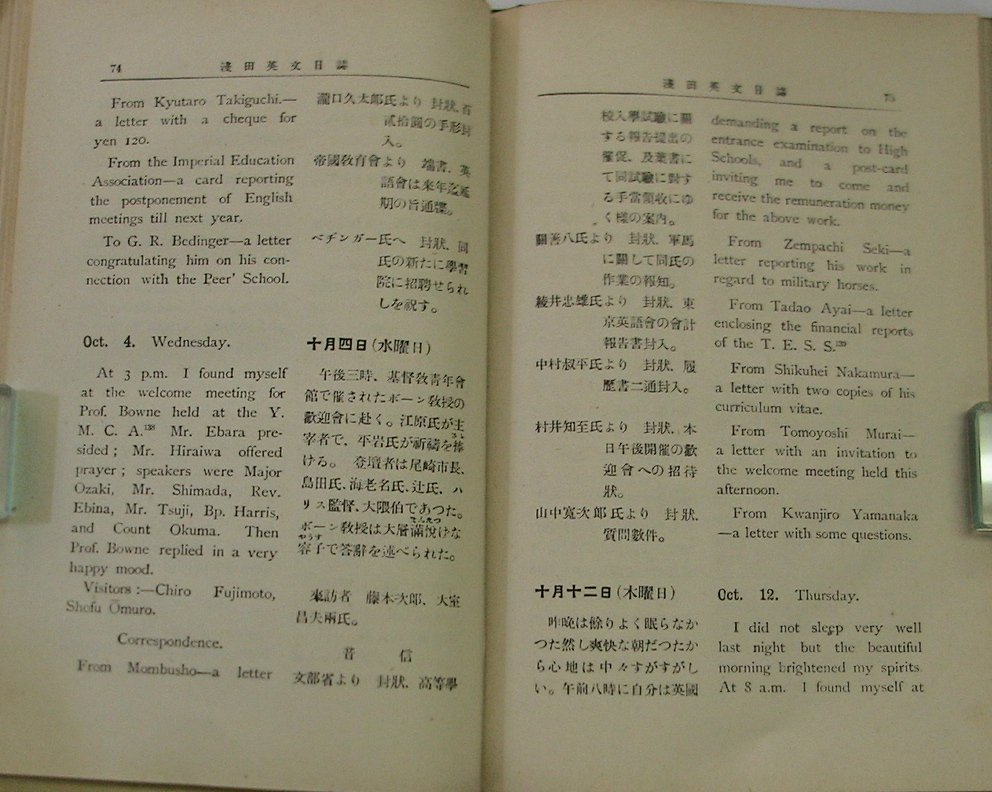 74
淺田英文日誌
From Kyutaro Takiguchi.—
a letter with a cheque for
yen 120.
From the Imperial Education
Association—a card reporting
the postponement of English
meetings till next year.
To G. R. Bedinger—a letter
congratulating him on his con-
nection with the Peer' School.
瀧口久太郎氏より 封狀、百
貳拾圓の手形封
入。
帝國敎育會より 端書、英
語會は來年迄延
期の旨通牒。
ベヂンガー氏へ 封狀、同
氏の新たに學習
院に招聘せられ
しを祝す。
Oct. 4. Wednesday.
At 3 p.m. I found myself
at the welcome meeting for
Prof. Bowne held at the Y.
M. C. A.¹³⁸ Mr. Ebara pre-
sided; Mr. Hiraiwa offered
prayer; speakers were Major
Ozaki, Mr. Shimada, Rev.
Ebina, Mr. Tsuji, Bp. Harris,
and Count Okuma. Then
Prof. Bowne replied in a very
happy mood.
Visitors:—Chiro Fujimoto,
Shofu Ōmuro.
Correspondence.
From Mombusho—a letter
十月四日(水曜日)
午後三時、基督敎靑年會
館で催されたボーン敎授の
歡迎會に赴く。江原氏が主
宰者で、平岩氏が祈禱を捧
ける。 登壇者は尾崎市長、
島田氏、海老名氏、辻氏、ハ
リス監督、大隈伯であつた。
ボーン敎授は大層滿悅けな
容子で答辭を述べられた。
來訪者 藤本次郎、大室
昌夫兩氏。
音信
文部省より 封狀、高等學
淺田英文日誌
75
校入學試驗に關
する報告提出の
催促、及葉書に
て同試驗に對す
る手當領收にゆ
く樣の案內。
關善八氏より 封狀、軍馬
に關して同氏の
作業の報知。
綾井忠雄氏より 封狀、東
京英語會の會計
報告書封入。
中村叔平氏より 封狀、履
歷書二通封入。
村井知至氏より 封狀、本
日午後開催の歡
迎會への招待
狀。
山中寬次郎氏より 封狀、
質問數件。
demanding a report on the
entrance examination to High
Schools, and a post-card
inviting me to come and
receive the remuneration money
for the above work.
From Zempachi Seki—a
letter reporting his work in
regard to military horses.
From Tadao Ayai—a letter
enclosing the financial reports
of the T. E. S. S.¹³⁹
From Shikuhei Nakamura—
a letter with two copies of his
curriculum vitae.
From Tomoyoshi Murai—
a letter with an invitation to
the welcome meeting held this
afternoon.
From Kwanjiro Yamanaka
—a letter with some questions.
十月十二日(木曜日)
昨晩は餘りよく眠らなか
つた然し爽快な朝だつたか
ら心地は中々すがすがし
い。午前八時に自分は英國
Oct. 12. Thursday.
I did not sleep very well
last night but the beautiful
morning brightened my spirits.
At 8 a.m. I found myself at